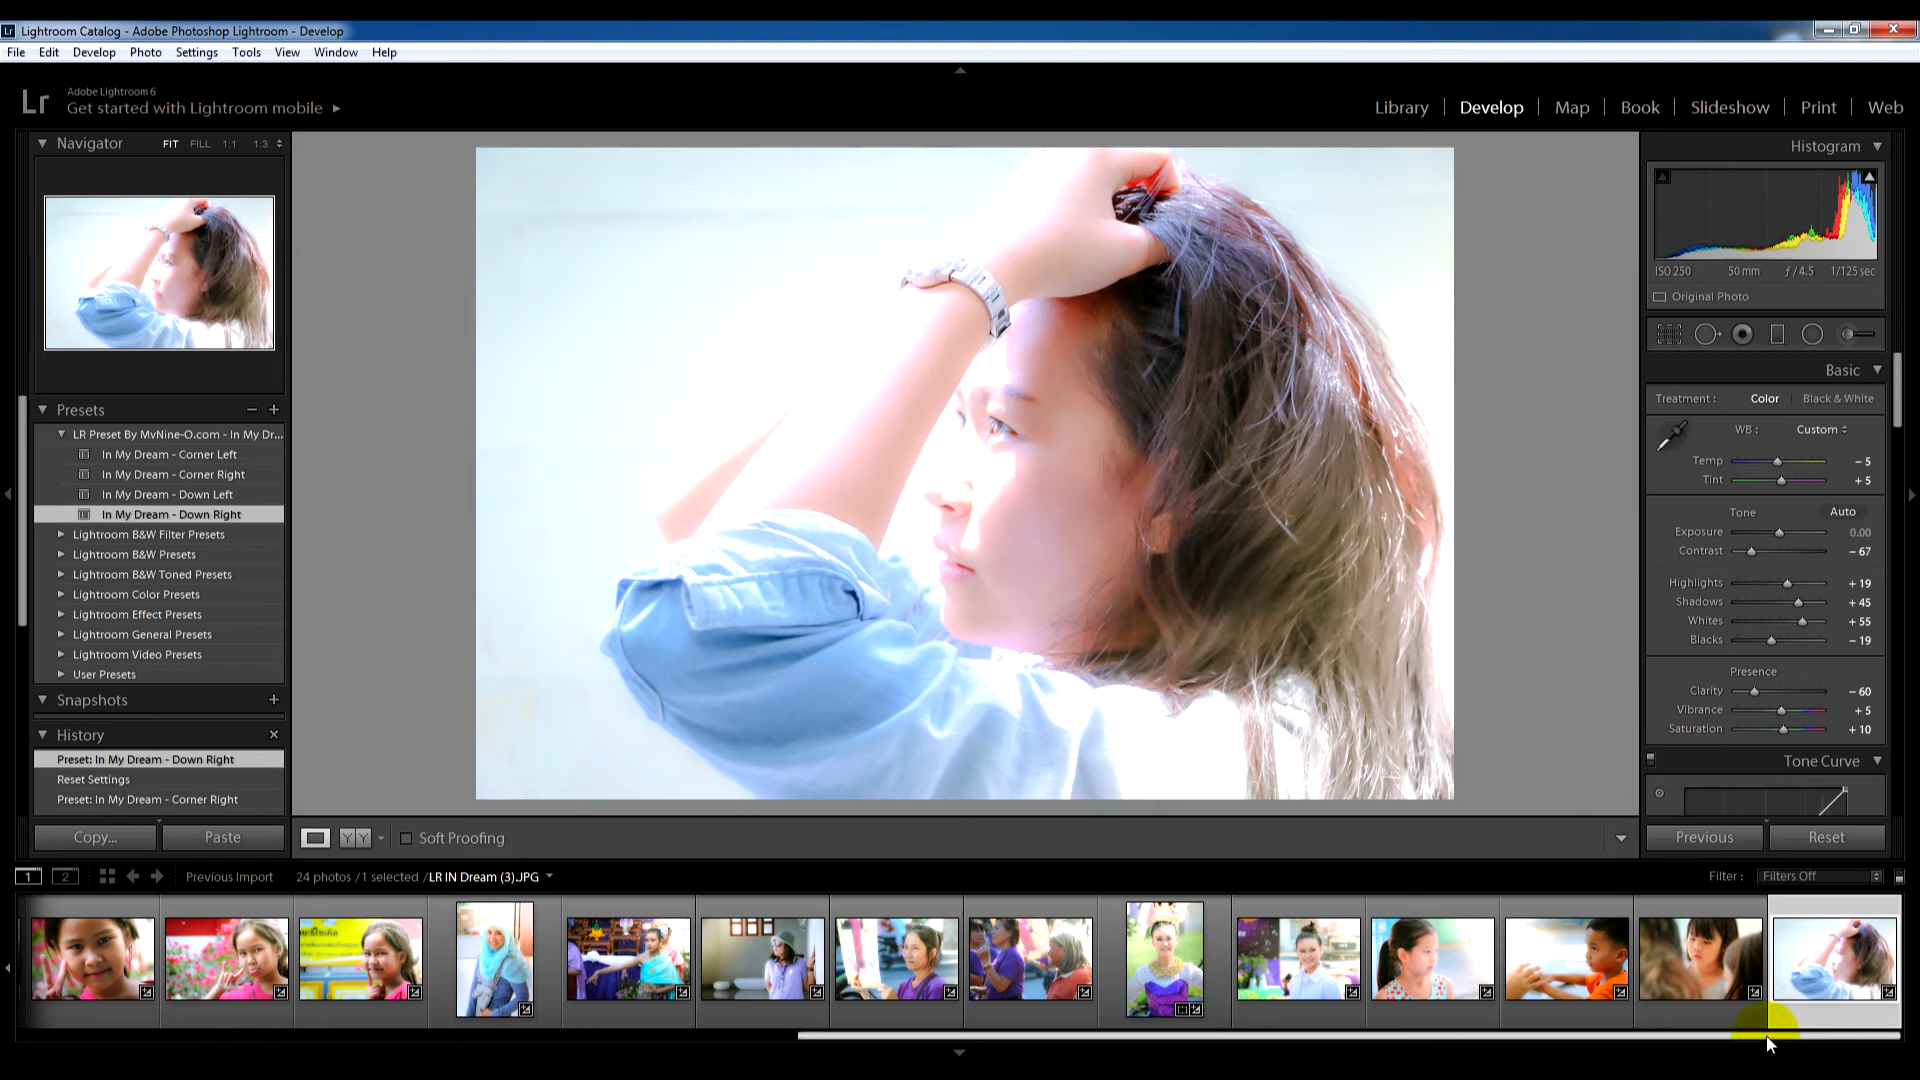 Lightroom Catalog - Adobe Photoshop Lightroom - Develop
File Edit Develop Photo Settings Tools View Window Help
Lr
Adobe Lightroom 6
Get started with Lightroom mobile
Library Develop Map Book Slideshow Print Web
Navigator FIT FILL 1:1 1:3
Presets
LR Preset By MvNine-O.com - In My Dr...
In My Dream - Corner Left
In My Dream - Corner Right
In My Dream - Down Left
In My Dream - Down Right
Lightroom B&W Filter Presets
Lightroom B&W Presets
Lightroom B&W Toned Presets
Lightroom Color Presets
Lightroom Effect Presets
Lightroom General Presets
Lightroom Video Presets
User Presets
Snapshots
History
Preset: In My Dream - Down Right
Reset Settings
Preset: In My Dream - Corner Right
Copy... Paste
Soft Proofing
Histogram
ISO 250 50 mm ƒ / 4.5 1/125 sec
Original Photo
Basic
Treatment : Color Black & White
WB : Custom
Temp - 5
Tint + 5
Tone Auto
Exposure 0.00
Contrast - 67
Highlights + 19
Shadows + 45
Whites + 55
Blacks - 19
Presence
Clarity - 60
Vibrance + 5
Saturation + 10
Tone Curve
Previous Reset
1 2 Previous Import 24 photos /1 selected /LR IN Dream (3).JPG
Filter : Filters Off